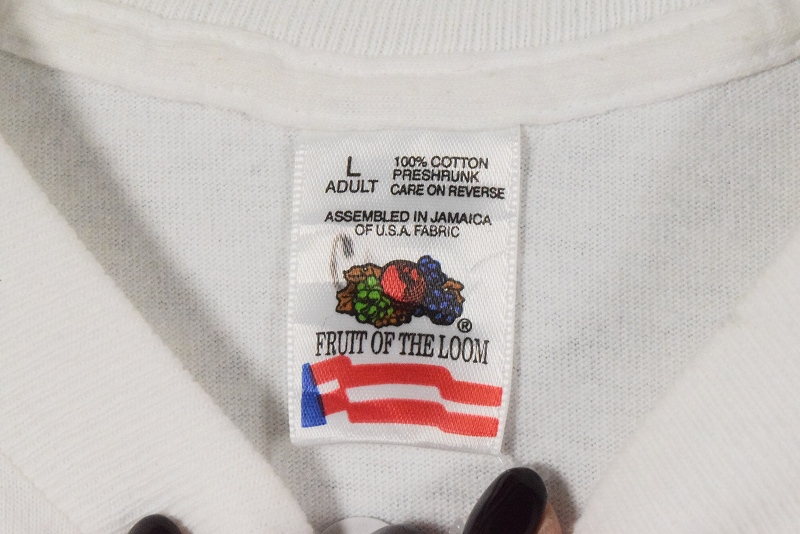 L
ADULT
100% COTTON
PRESHRUNK
CARE ON REVERSE
ASSEMBLED IN JAMAICA
OF U.S.A. FABRIC
®
FRUIT OF THE LOOM